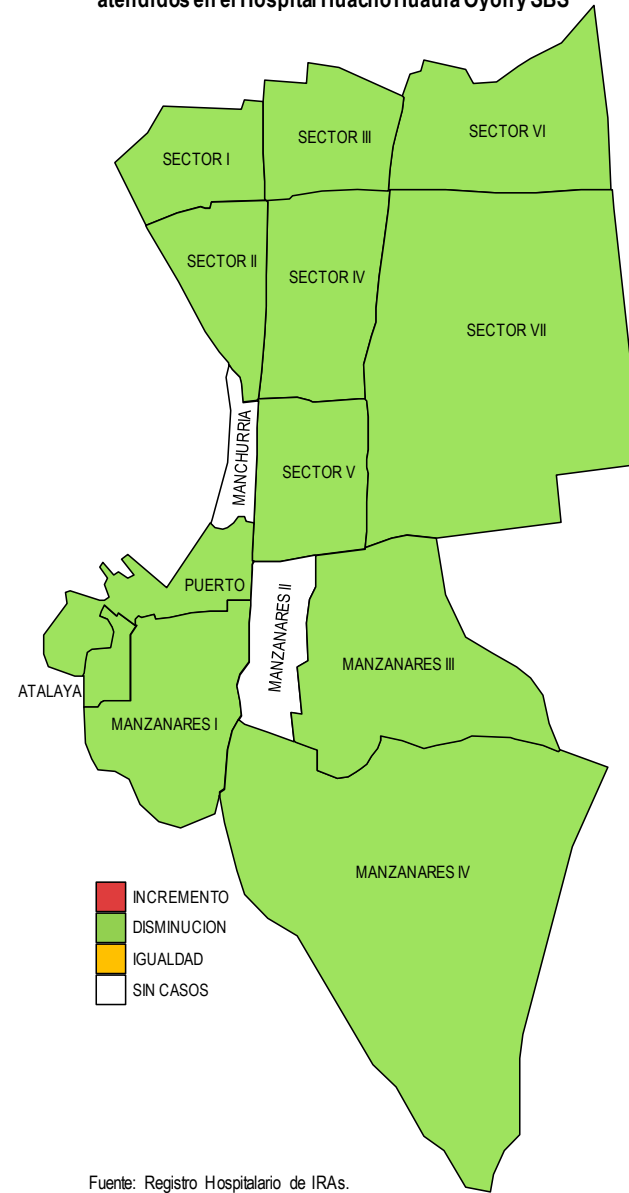 atendidos en el Hospital Huacho Huaura Oyon y SBS
SECTOR I
SECTOR III
SECTOR VI
SECTOR II
SECTOR IV
SECTOR VII
MANCHURRIA
SECTOR V
PUERTO
MANZANARES II
MANZANARES III
ATALAYA
MANZANARES I
MANZANARES IV
INCREMENTO
DISMINUCION
IGUALDAD
SIN CASOS
Fuente: Registro Hospitalario de IRAs.